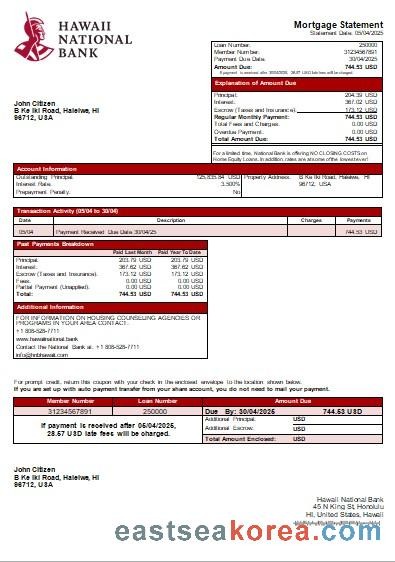 HAWAII
NATIONAL
BANK
Mortgage Statement
Statement Date: 05/04/2025
Loan Number: 250000
Member Number: 31234567891
Payment Due Date: 30/04/2025
Amount Due: 744.53 USD
If payment is received after 30/04/2025, 28.67 USD late fees will be charged.
Explanation of Amount Due
Principal: 204.39 USD
Interest: 367.02 USD
Escrow (Taxes and Insurance): 173.12 USD
Regular Monthly Payment: 744.53 USD
Total Fees and Charges: 0.00 USD
Overdue Payment: 0.00 USD
Total Amount Due: 744.53 USD
John Citizen
B Ke Iki Road, Haleiwa, HI
96712, USA
For a limited time, National Bank is offering NO CLOSING COSTS on
Home Equity Loans. In addition, rates are at some of the lowest ever!
Account Information
Outstanding Principal: 125,835.84 USD Property Address: B Ke Iki Road, Haleiwa, HI
Interest Rate: 3.500% 96712, USA
Prepayment Penalty: No
Transaction Activity (05/04 to 30/04)
Date Description Charges Payments
05/04 Payment Received Due Date 30/04/25 744.53 USD
Past Payments Breakdown
Paid Last Month Paid Year To Date
Principal: 203.79 USD 203.79 USD
Interest: 367.62 USD 367.62 USD
Escrow (Taxes and Insurance): 173.12 USD 173.12 USD
Fees: 0.00 USD 0.00 USD
Partial Payment (Unapplied): 0.00 USD 0.00 USD
Total: 744.53 USD 744.53 USD
Additional Information
FOR INFORMATION ON HOUSING COUNSELING AGENCIES OR
PROGRAMS IN YOUR AREA CONTACT:
+1 808-528-7711
www.hawaiinational.bank
Contact the National Bank at: +1 808-528-7711
info@hnbhawaii.com
For prompt credit, return this coupon with your check in the enclosed envelope to the location shown below.
If you are set up with auto payment transfer from your share account, you do not need to mail your payment.
Member Number Loan Number Amount Due
31234567891 250000 Due By: 30/04/2025 744.53 USD
If payment is received after 05/04/2025,
28.67 USD late fees will be charged.
Additional Principal: USD
Additional Escrow: USD
Total Amount Enclosed: USD
John Citizen
B Ke Iki Road, Haleiwa, HI
96712, USA
Hawaii National Bank
45 N King St, Honolulu
HI, United States, Hawaii
eastseakorea.com